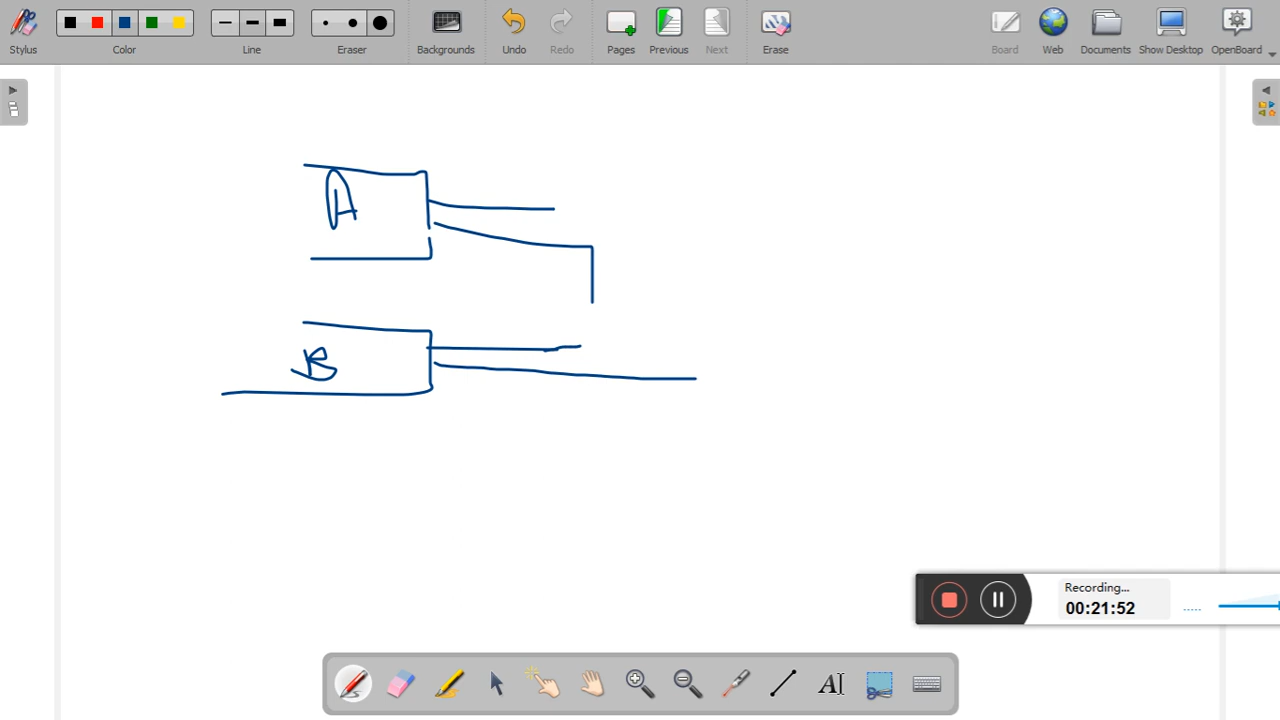 Stylus Color Line Eraser Backgrounds Undo Redo Pages Previous Next Erase Board Web Documents Show Desktop OpenBoard
A
B
Recording...
00:21:52
AI